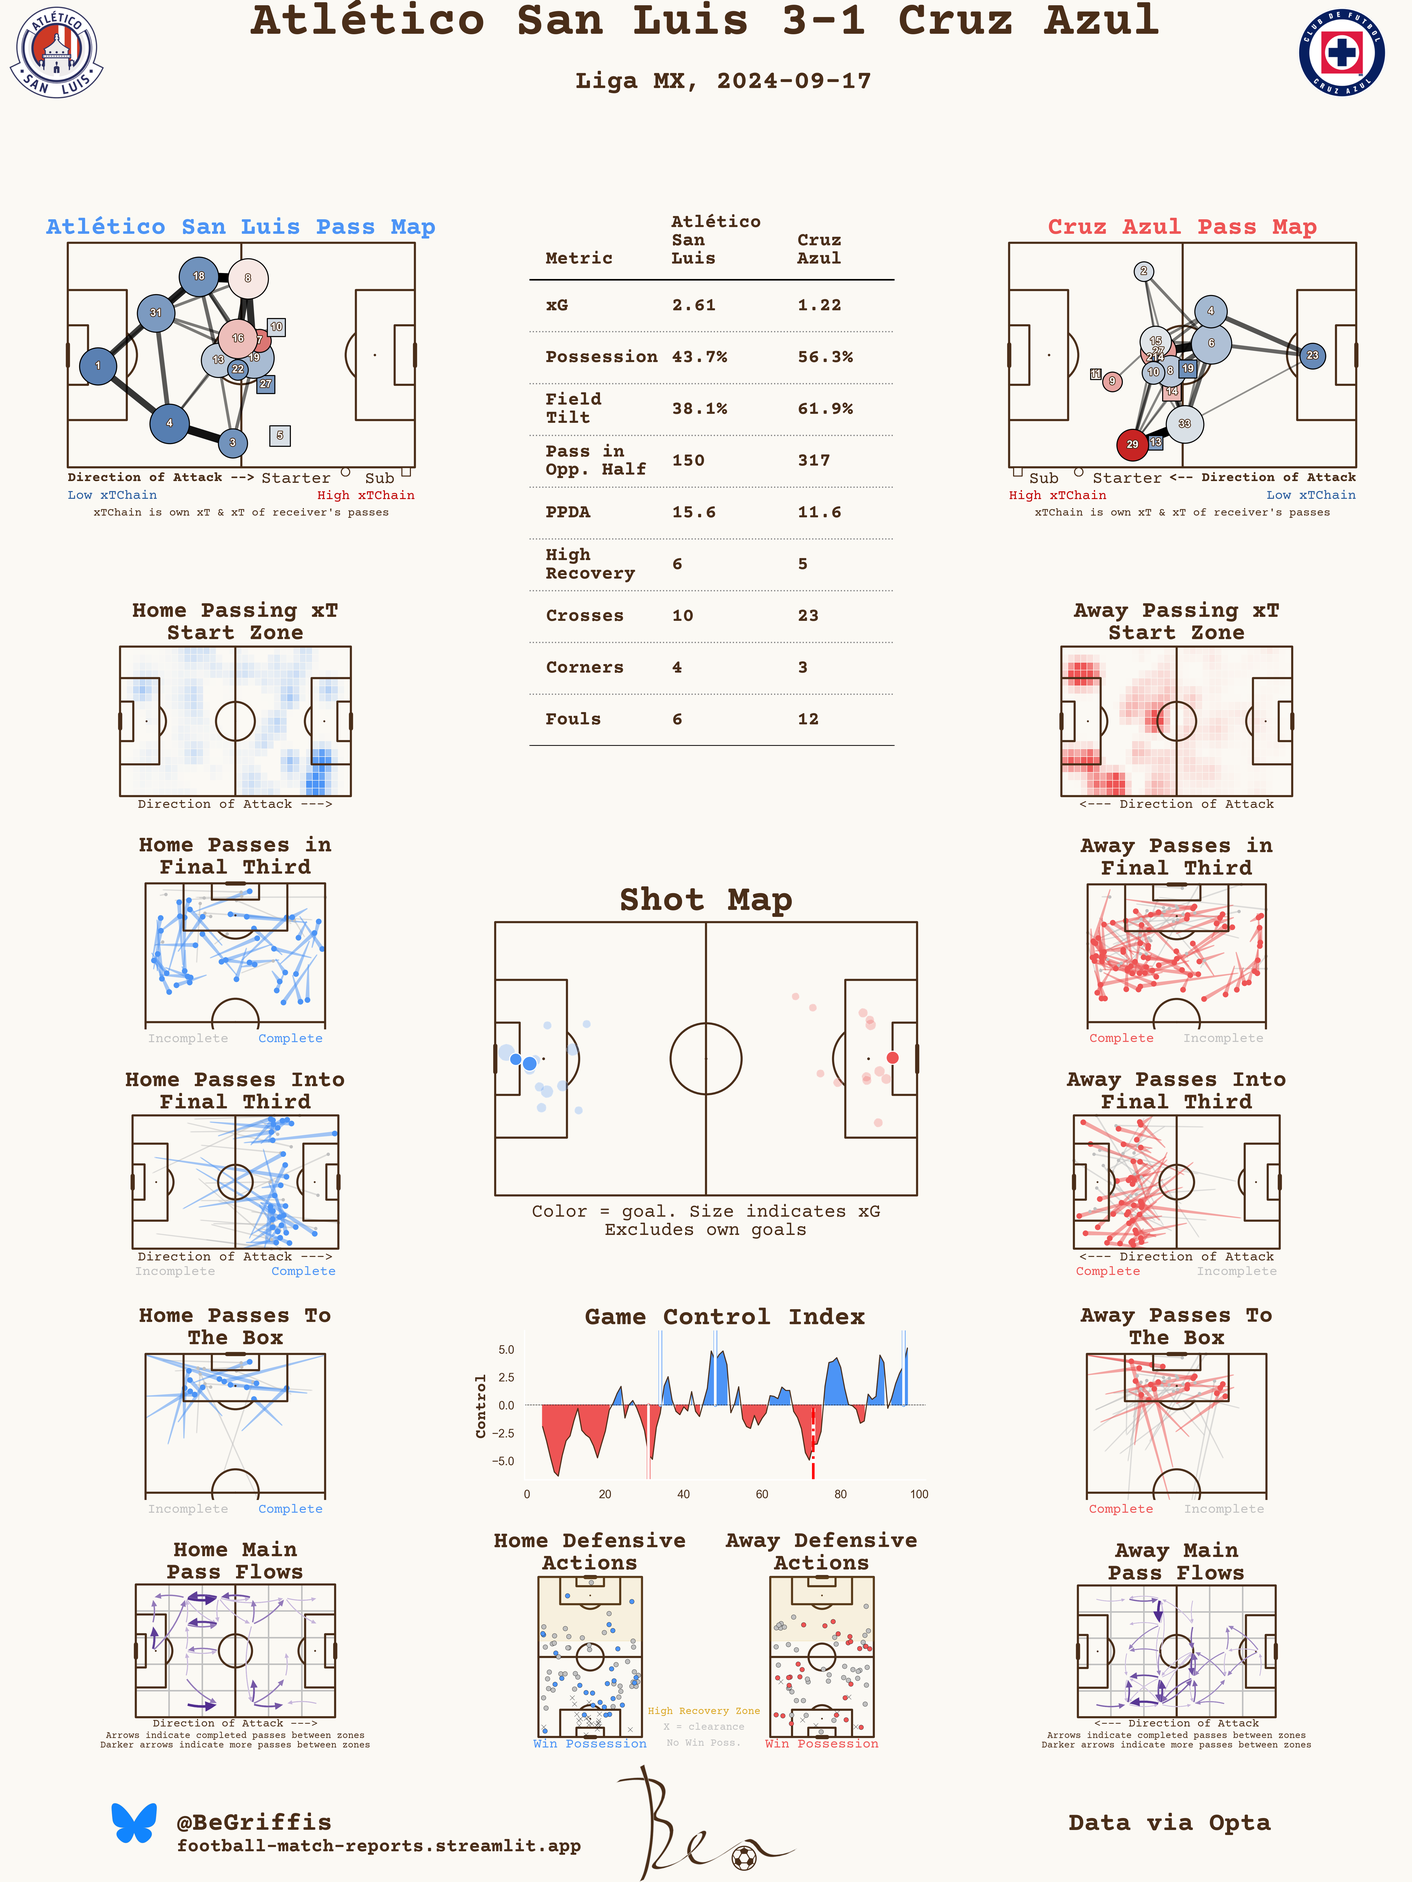 Atlético San Luis 3-1 Cruz Azul
Liga MX, 2024-09-17
ATLÉTICO
SAN LUIS
CLUB DE FUTBOL
CRUZ AZUL
Atlético San Luis Pass Map
18
8
31
10
16
7
1
13
19
22
27
4
3
5
Direction of Attack --> Starter Sub
Low xTChain High xTChain
xTChain is own xT & xT of receiver's passes
Metric Atlético San Luis Cruz Azul
xG 2.61 1.22
Possession 43.7% 56.3%
Field Tilt 38.1% 61.9%
Pass in Opp. Half 150 317
PPDA 15.6 11.6
High Recovery 6 5
Crosses 10 23
Corners 4 3
Fouls 6 12
Cruz Azul Pass Map
2
4
15
6
23
11
9
10
8
19
14
33
29
13
Sub Starter <-- Direction of Attack
High xTChain Low xTChain
xTChain is own xT & xT of receiver's passes
Home Passing xT
Start Zone
Direction of Attack --->
Away Passing xT
Start Zone
<--- Direction of Attack
Home Passes in
Final Third
Incomplete Complete
Away Passes in
Final Third
Complete Incomplete
Shot Map
Color = goal. Size indicates xG
Excludes own goals
Home Passes Into
Final Third
Direction of Attack --->
Incomplete Complete
Away Passes Into
Final Third
<--- Direction of Attack
Complete Incomplete
Home Passes To
The Box
Incomplete Complete
Game Control Index
Control
5.0
2.5
0.0
−2.5
−5.0
0 20 40 60 80 100
Away Passes To
The Box
Complete Incomplete
Home Main
Pass Flows
Direction of Attack --->
Arrows indicate completed passes between zones
Darker arrows indicate more passes between zones
Home Defensive
Actions
Win Possession
Away Defensive
Actions
Win Possession
High Recovery Zone
X = clearance
No Win Poss.
Away Main
Pass Flows
<--- Direction of Attack
Arrows indicate completed passes between zones
Darker arrows indicate more passes between zones
@BeGriffis
football-match-reports.streamlit.app
Ben
Data via Opta